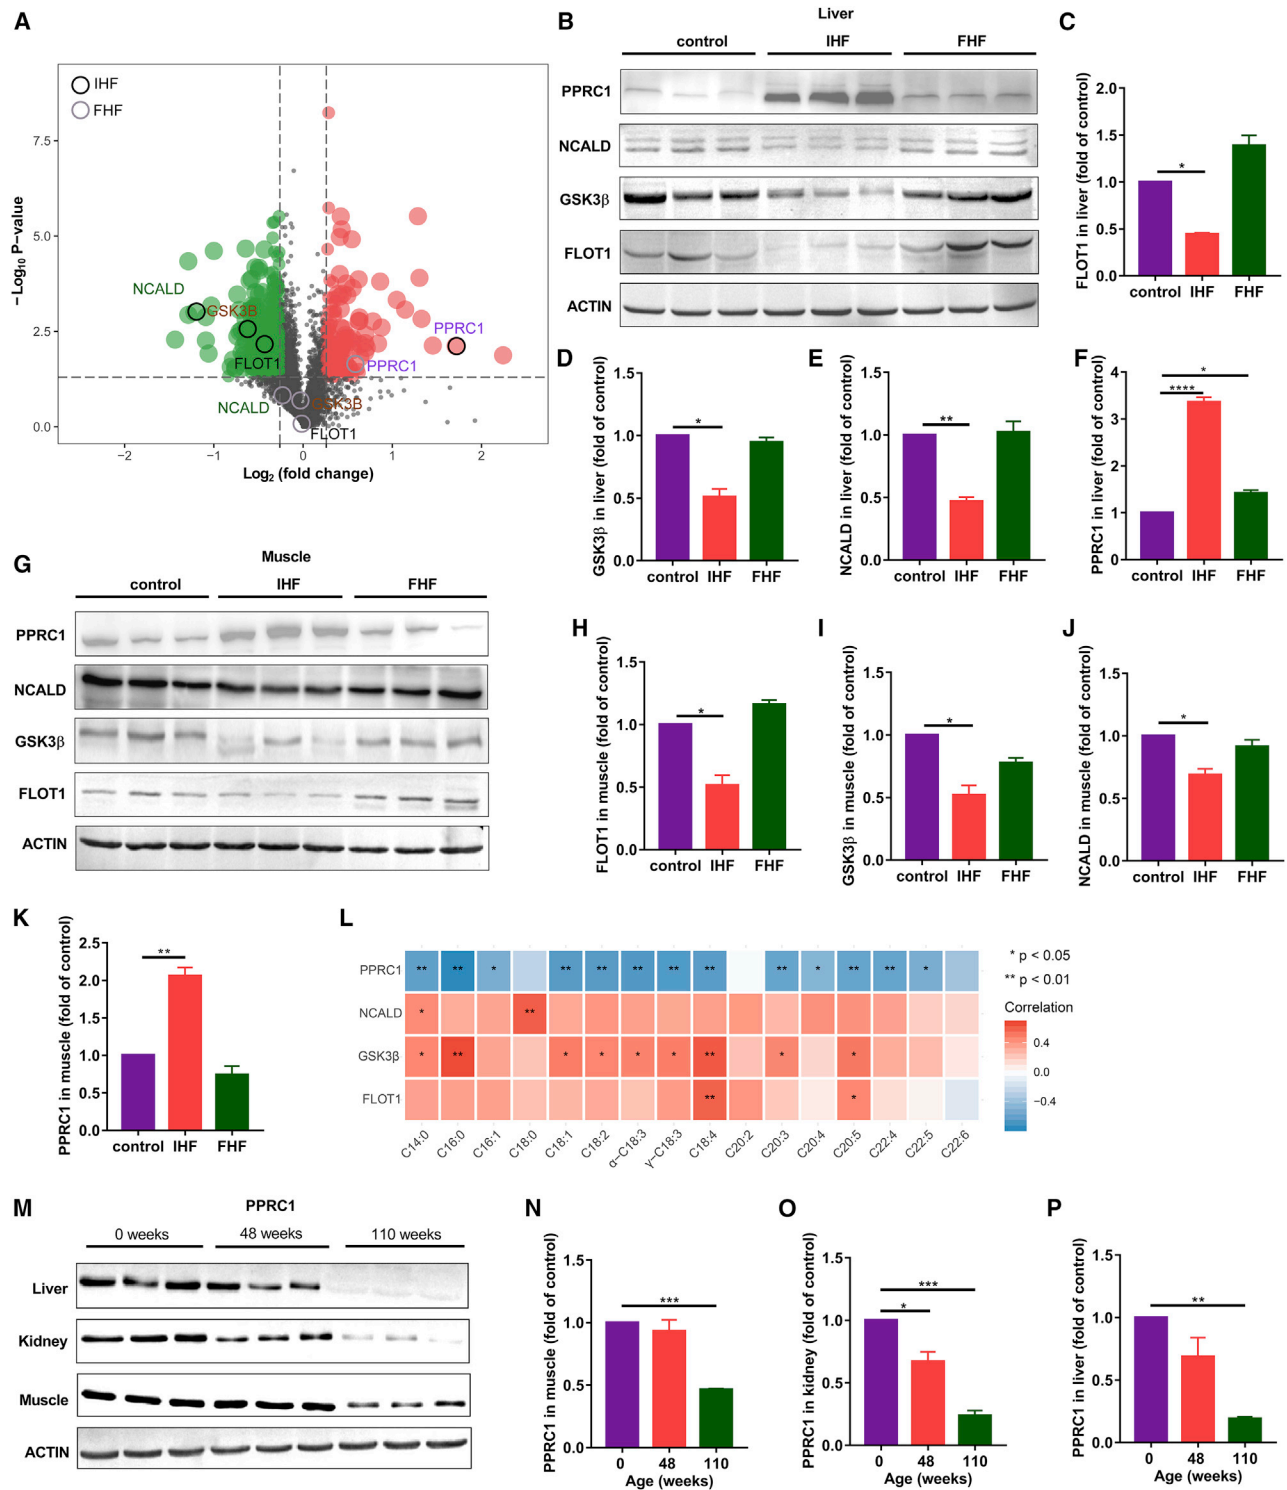 A
IHF
FHF
7.5
5.0
2.5
0.0
−Log10 P−value
NCALD
GSK3B
FLOT1
PPRC1
PPRC1
NCALD
GSK3B
FLOT1
−2
−1
0
1
2
Log2 (fold change)
B
Liver
control IHF FHF
PPRC1
NCALD
GSK3β
FLOT1
ACTIN
C
FLOT1 in liver (fold of control)
2.0
1.5
1.0
0.5
0.0
*
control IHF FHF
D
GSK3β in liver (fold of control)
1.5
1.0
0.5
0.0
*
control IHF FHF
E
NCALD in liver (fold of control)
1.5
1.0
0.5
0.0
**
control IHF FHF
F
PPRC1 in liver (fold of control)
4
3
2
1
0
*
****
control IHF FHF
G
Muscle
control IHF FHF
PPRC1
NCALD
GSK3β
FLOT1
ACTIN
H
FLOT1 in muscle (fold of control)
1.5
1.0
0.5
0.0
*
control IHF FHF
I
GSK3β in muscle (fold of control)
1.5
1.0
0.5
0.0
*
control IHF FHF
J
NCALD in muscle (fold of control)
1.5
1.0
0.5
0.0
*
control IHF FHF
K
PPRC1 in muscle (fold of control)
2.5
2.0
1.5
1.0
0.5
0.0
**
control IHF FHF
L
PPRC1 ** ** * ** ** ** ** ** ** * ** ** *
NCALD * **
GSK3β * ** * * * * ** * *
FLOT1 ** *
C14:0 C16:0 C16:1 C18:0 C18:1 C18:2 α−C18:3 γ−C18:3 C18:4 C20:2 C20:3 C20:4 C20:5 C22:4 C22:5 C22:6
* p < 0.05
** p < 0.01
Correlation
0.4
0.0
−0.4
M
PPRC1
0 weeks 48 weeks 110 weeks
Liver
Kidney
Muscle
ACTIN
N
PPRC1 in muscle (fold of control)
1.5
1.0
0.5
0.0
***
0 48 110
Age (weeks)
O
PPRC1 in kidney (fold of control)
1.5
1.0
0.5
0.0
***
*
0 48 110
Age (weeks)
P
PPRC1 in liver (fold of control)
1.5
1.0
0.5
0.0
**
0 48 110
Age (weeks)